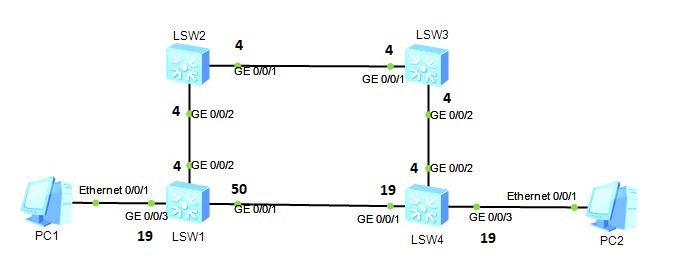 LSW2
4
4
LSW3
GE 0/0/1
GE 0/0/1
4
4
GE 0/0/2
GE 0/0/2
4
GE 0/0/2
4
GE 0/0/2
Ethernet 0/0/1
50
19
Ethernet 0/0/1
GE 0/0/3
GE 0/0/1
GE 0/0/1
GE 0/0/3
PC1
19
LSW1
LSW4
19
PC2